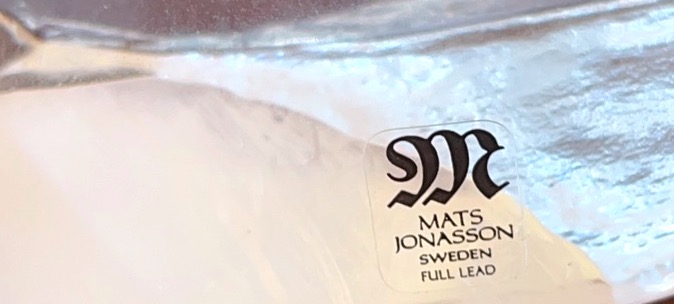 M
MATS
JONASSON
SWEDEN
FULL LEAD